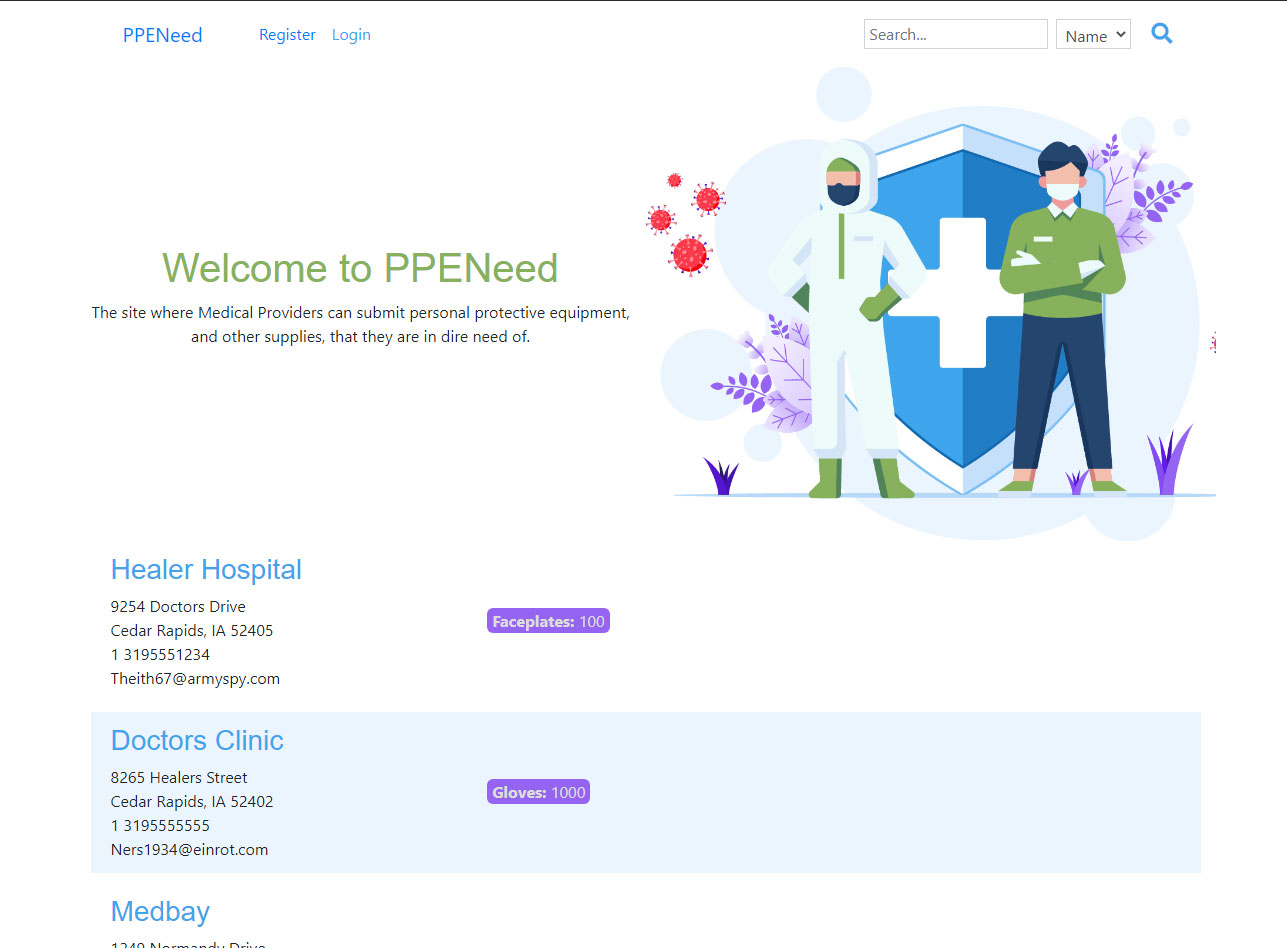 PPENeed Register Login Search... Name
Welcome to PPENeed
The site where Medical Providers can submit personal protective equipment,
and other supplies, that they are in dire need of.
Healer Hospital
9254 Doctors Drive
Cedar Rapids, IA 52405
1 3195551234
Theith67@armyspy.com
Faceplates: 100
Doctors Clinic
8265 Healers Street
Cedar Rapids, IA 52402
1 3195555555
Ners1934@einrot.com
Gloves: 1000
Medbay
1249 Normandy Drive